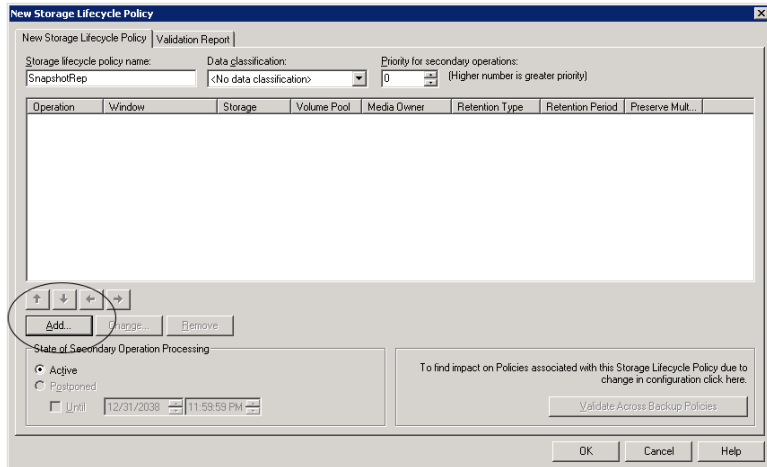 New Storage Lifecycle Policy
New Storage Lifecycle Policy Validation Report
Storage lifecycle policy name: Data classification: Priority for secondary operations:
SnapshotRep <No data classification> 0 (Higher number is greater priority)
Operation Window Storage Volume Pool Media Owner Retention Type Retention Period Preserve Mult...
Add... Change... Remove
State of Secondary Operation Processing
Active
Postponed
Until 12/31/2038 11:59:59 PM
To find impact on Policies associated with this Storage Lifecycle Policy due to
change in configuration click here.
Validate Across Backup Policies
OK Cancel Help